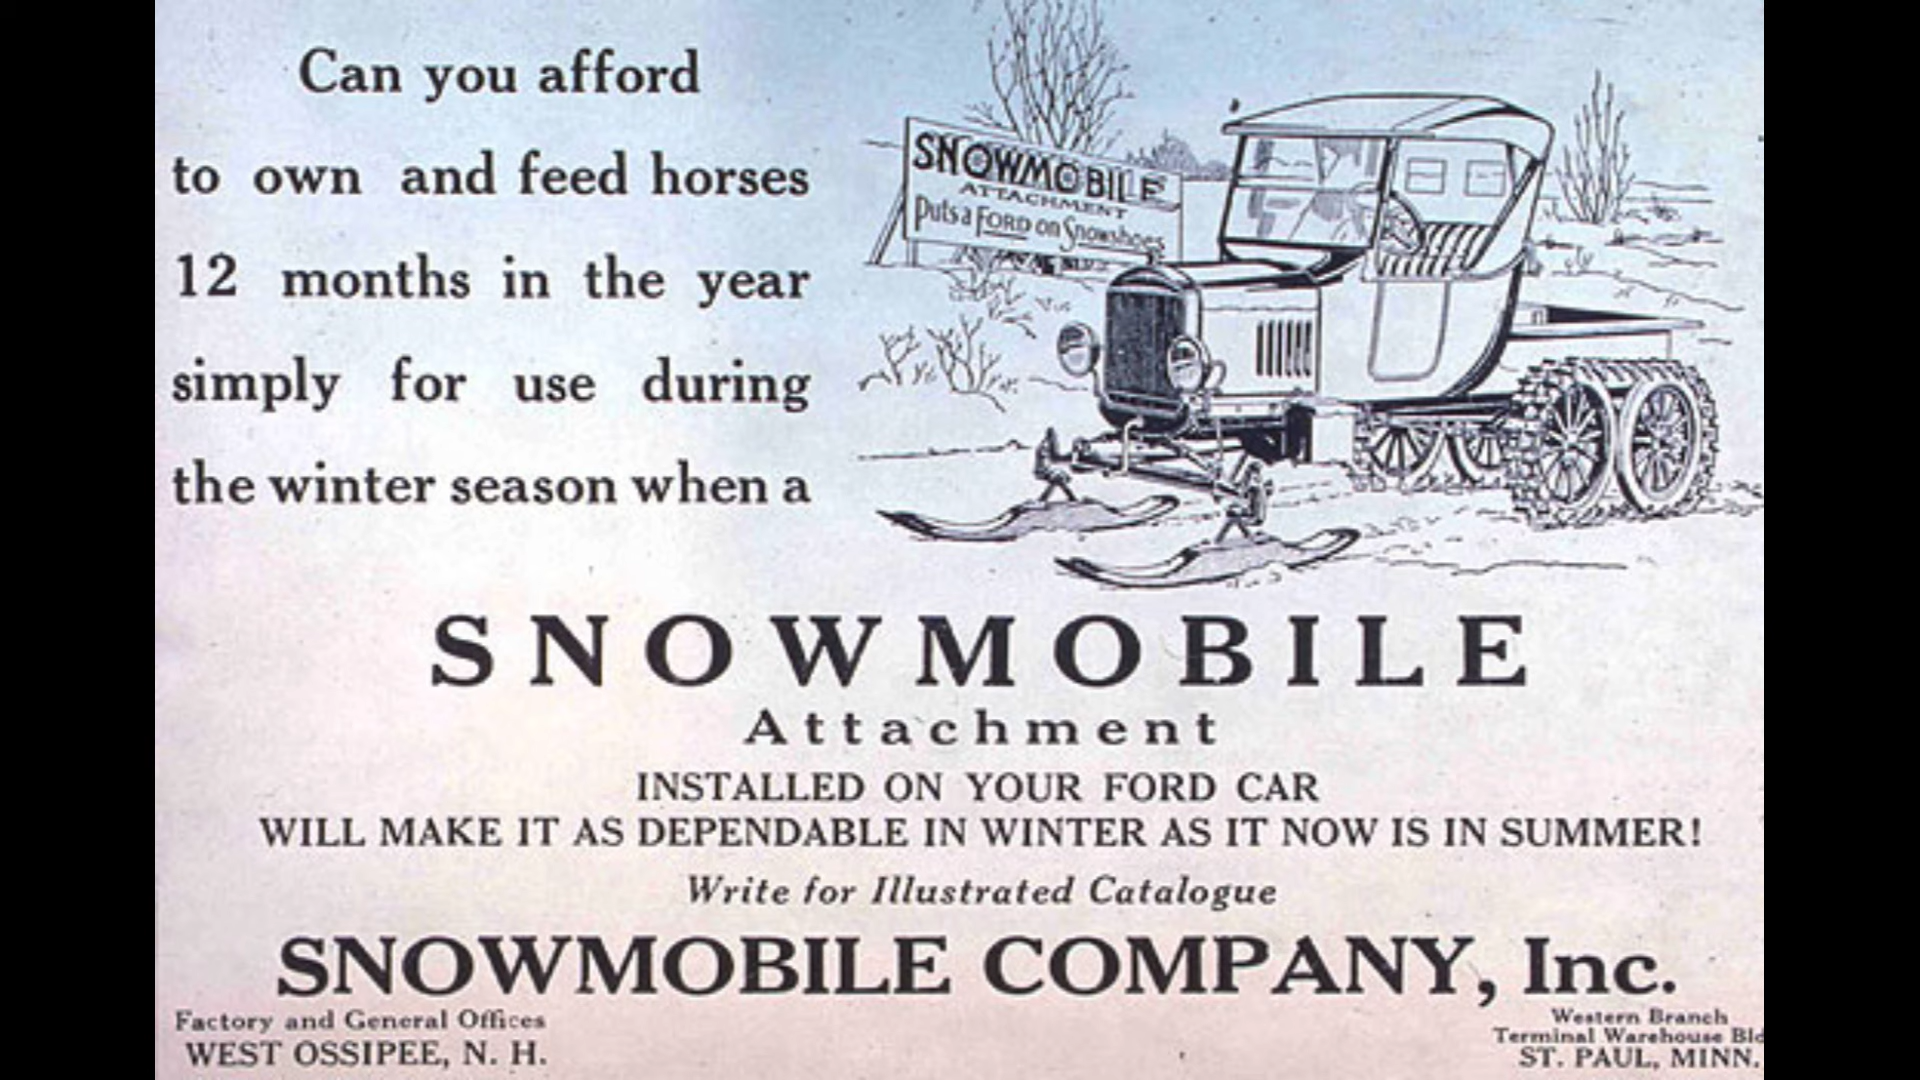 Can you afford
to own and feed horses
12 months in the year
simply for use during
the winter season when a
SNOWMOBILE
ATTACHMENT
Puts a FORD on Snowshoes
SNOWMOBILE
Attachment
INSTALLED ON YOUR FORD CAR
WILL MAKE IT AS DEPENDABLE IN WINTER AS IT NOW IS IN SUMMER!
Write for Illustrated Catalogue
SNOWMOBILE COMPANY, Inc.
Factory and General Offices
WEST OSSIPEE, N. H.
Western Branch
Terminal Warehouse Bld
ST. PAUL, MINN.